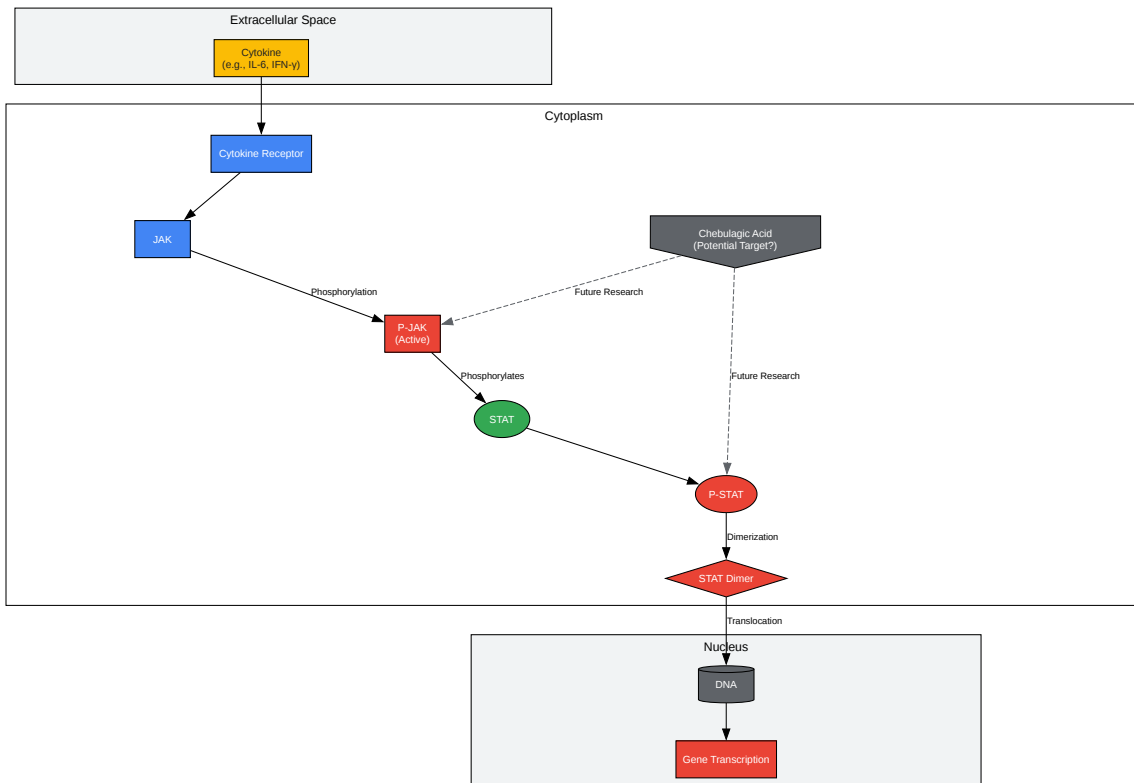 Extracellular Space
Cytokine
(e.g., IL-6, IFN-γ)
Cytoplasm
Cytokine Receptor
JAK
Chebulagic Acid
(Potential Target?)
Phosphorylation
Future Research
P-JAK
(Active)
Phosphorylates
Future Research
STAT
P-STAT
Dimerization
STAT Dimer
Translocation
Nucleus
DNA
Gene Transcription